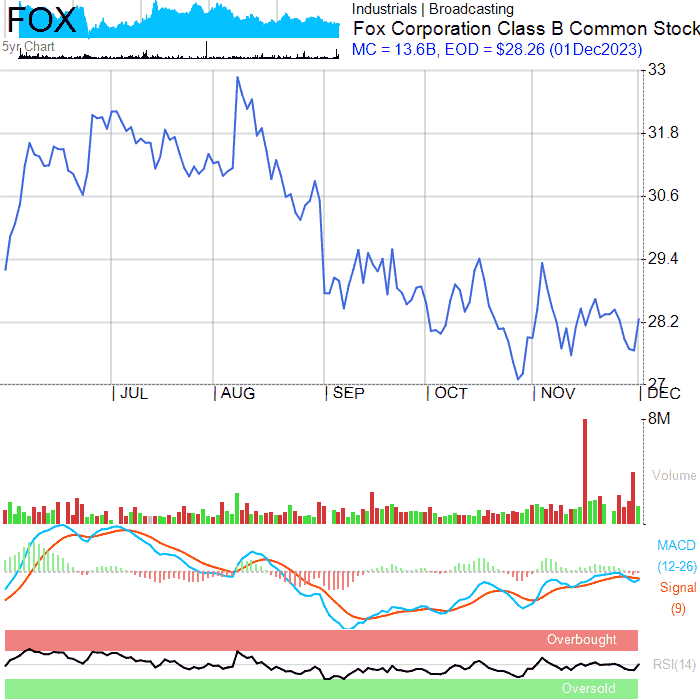 FOX
Industrials | Broadcasting
Fox Corporation Class B Common Stock
5yr Chart
MC = 13.6B, EOD = $28.26 (01Dec2023)
33
31.8
30.6
29.4
28.2
27
JUL
AUG
SEP
OCT
NOV
DEC
8M
Volume
MACD
(12-26)
Signal
(9)
Overbought
RSI(14)
Oversold